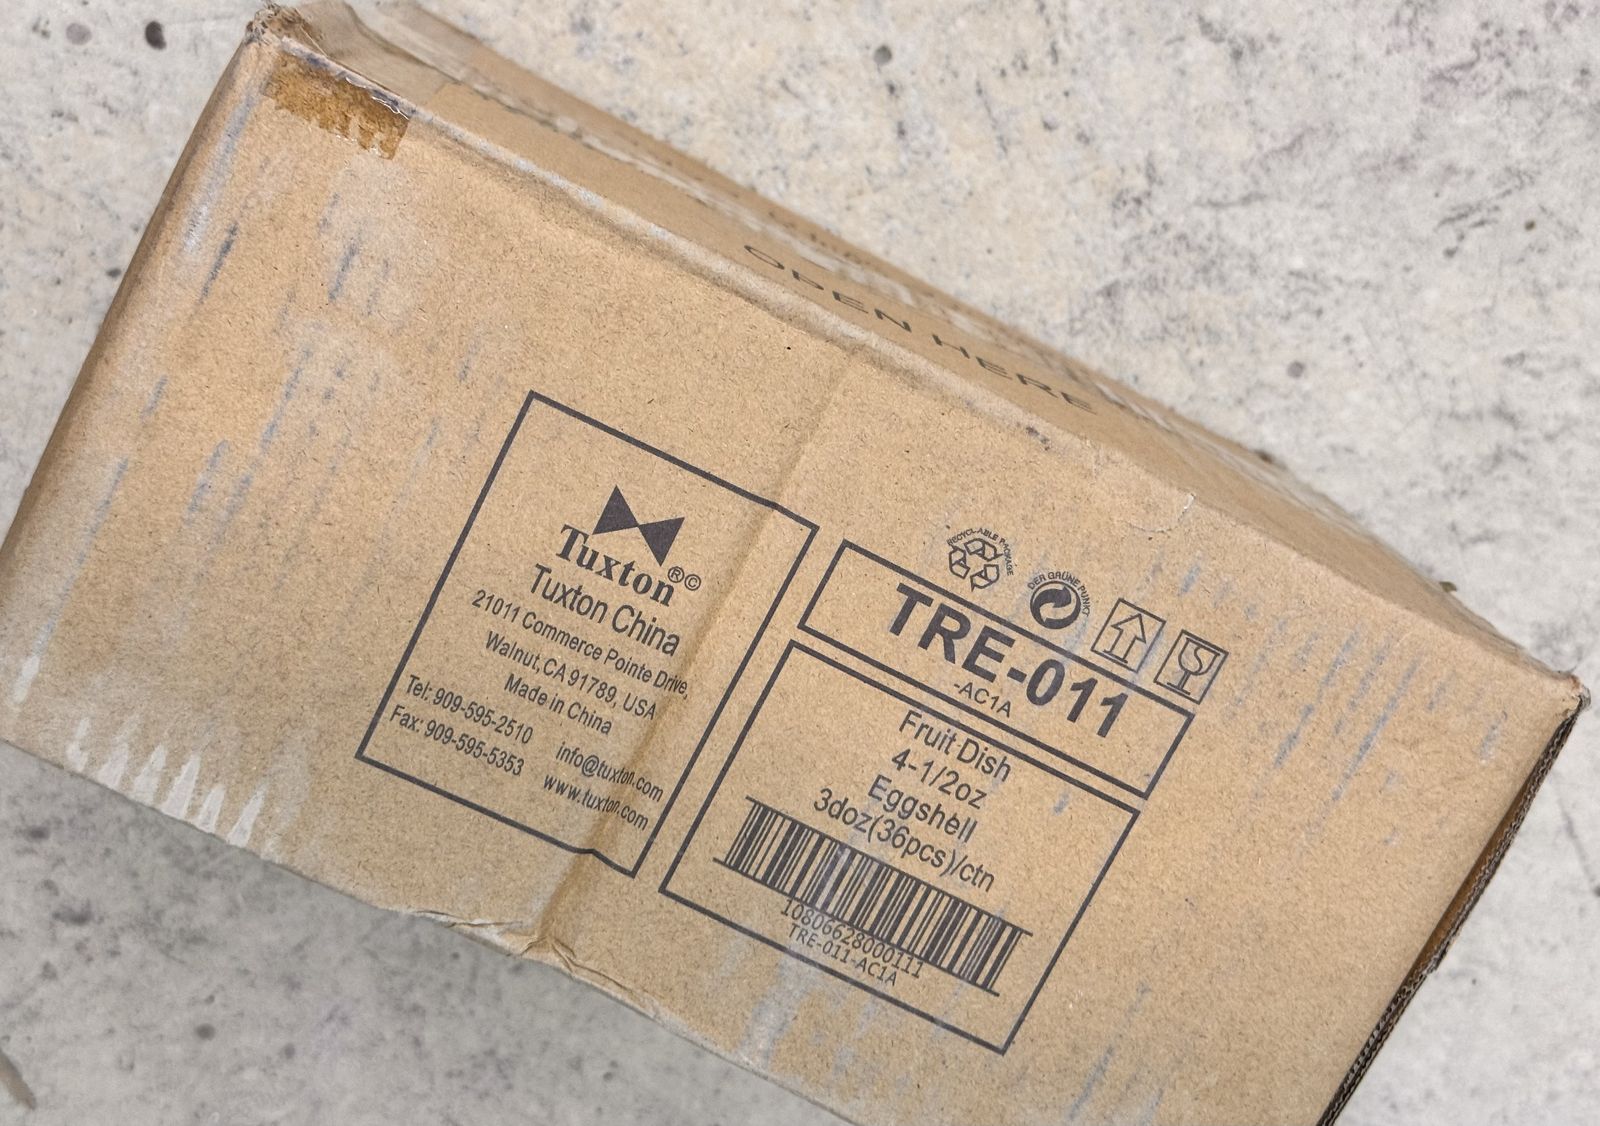 OPEN HERE
Tuxton®©
Tuxton China
21011 Commerce Pointe Drive,
Walnut,CA 91789, USA
Made in China
Tel: 909-595-2510 info@tuxton.com
Fax: 909-595-5353 www.tuxton.com
RECYCLABLE PACKAGE
DER GRÜNE PUNKT
TRE-011
-AC1A
Fruit Dish
4-1/2oz
Eggshell
3doz(36pcs)/ctn
10806628000111
TRE-011-AC1A